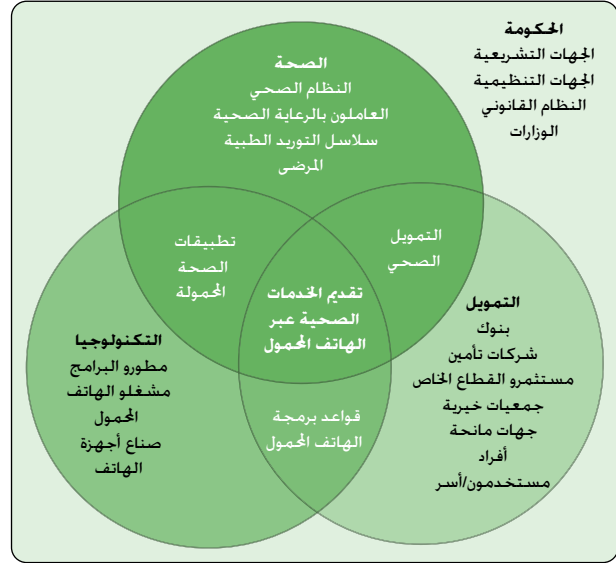 الحكومة
الجهات التشريعية
الجهات التنظيمية
النظام القانوني
الوزارات
الصحة
النظام الصحي
العاملون بالرعاية الصحية
سلاسل التوريد الطبية
المرضى
تطبيقات
الصحة
المحمولة
التمويل
الصحي
تقديم الخدمات
الصحية عبر
الهاتف المحمول
التمويل
بنوك
شركات تأمين
مستثمرو القطاع الخاص
جمعيات خيرية
جهات مانحة
أفراد
مستخدمون/أسر
التكنولوجيا
مطورو البرامج
مشغلو الهاتف
المحمول
صناع أجهزة
الهاتف
قواعد برمجة
الهاتف المحمول